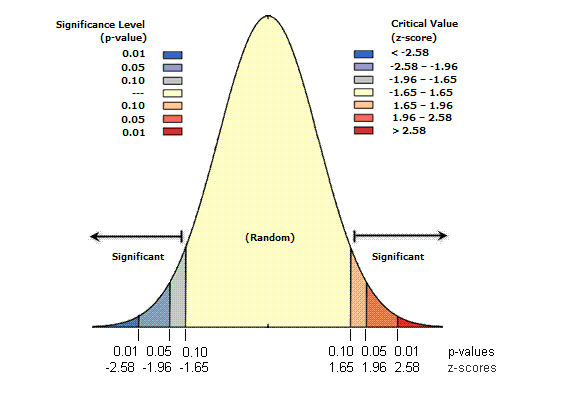 Significance Level
(p-value)
0.01
0.05
0.10
---
0.10
0.05
0.01
Critical Value
(z-score)
< -2.58
-2.58 – -1.96
-1.96 – -1.65
-1.65 – 1.65
1.65 – 1.96
1.96 – 2.58
> 2.58
Significant
(Random)
Significant
0.01 0.05 0.10 0.10 0.05 0.01 p-values
-2.58 -1.96 -1.65 1.65 1.96 2.58 z-scores